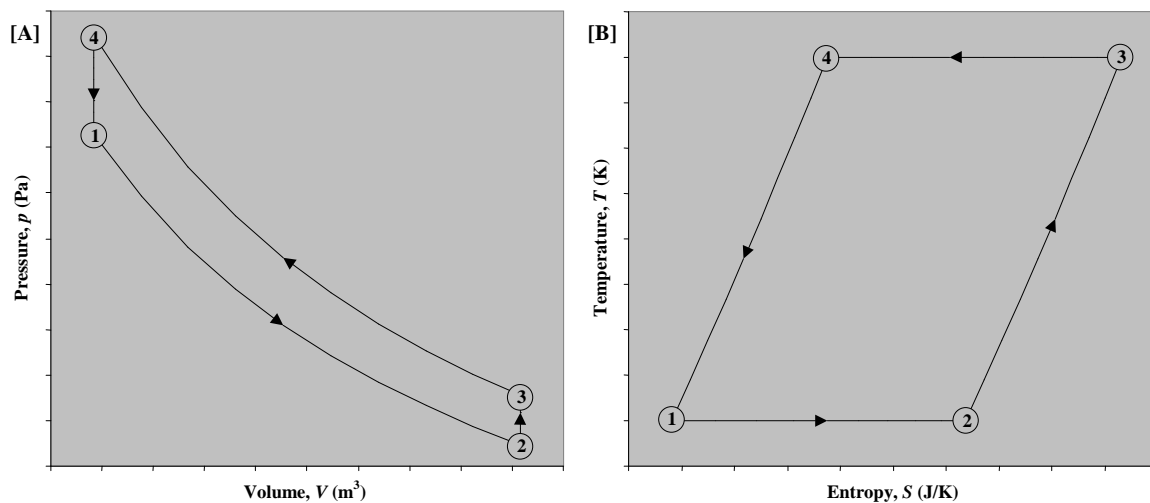 [A]
4
1
3
2
Pressure, p (Pa)
Volume, V (m³)
[B]
4
3
1
2
Temperature, T (K)
Entropy, S (J/K)